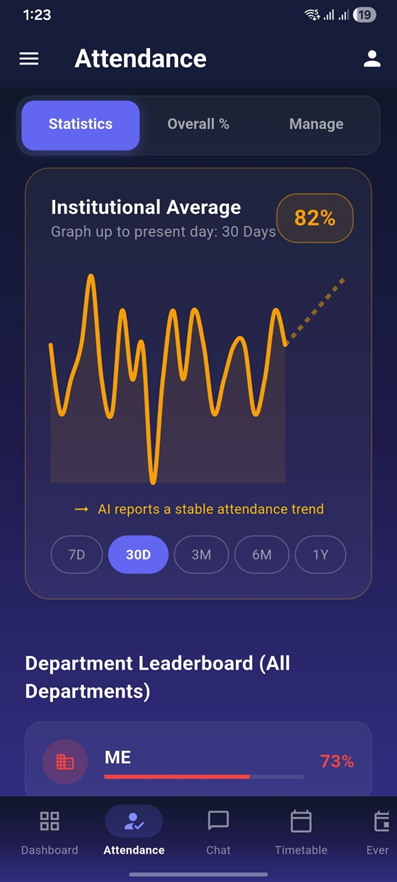 1:23
19
Attendance
Statistics
Overall %
Manage
Institutional Average
82%
Graph up to present day: 30 Days
→ AI reports a stable attendance trend
7D
30D
3M
6M
1Y
Department Leaderboard (All
Departments)
ME
73%
Dashboard
Attendance
Chat
Timetable
Ever